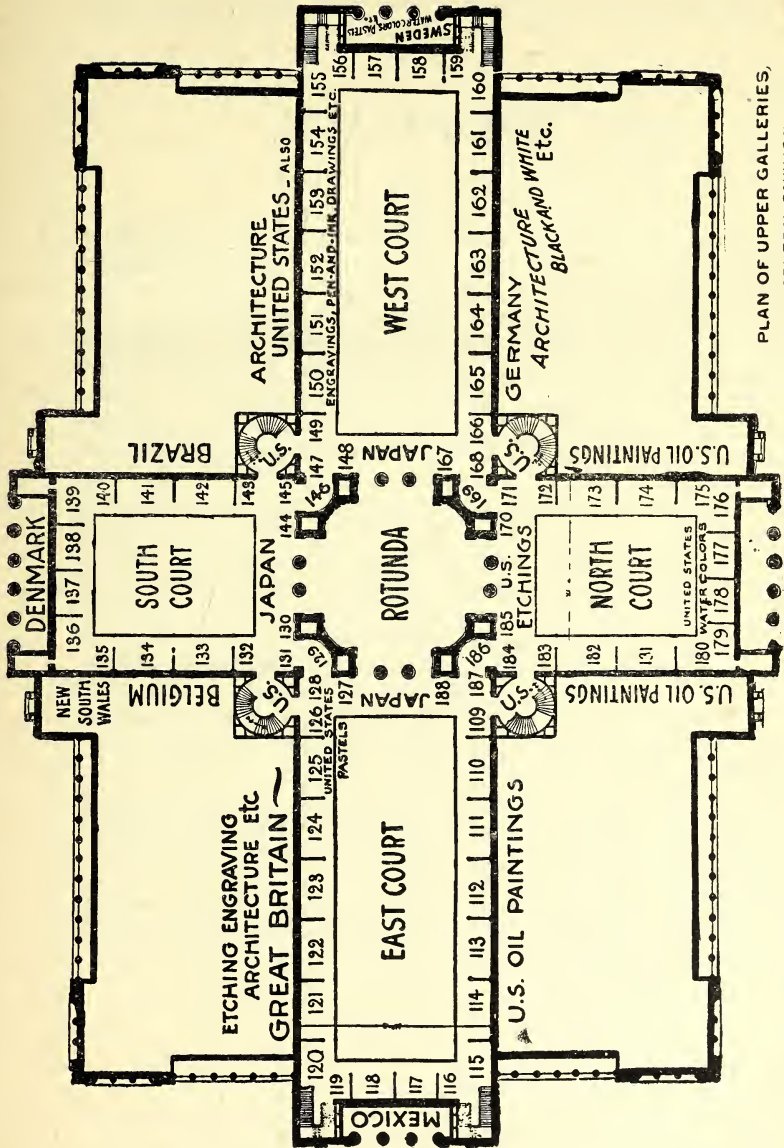 SWEDEN
WATERCOLORS PASTELS
ETC.
156
157
158
159
155
154
153
152
151
150
149
ARCHITECTURE
UNITED STATES - ALSO
ENGRAVINGS, PEN-AND-INK, DRAWINGS ETC.
WEST COURT
160
161
162
163
164
165
166
GERMANY
ARCHITECTURE
BLACK AND WHITE
Etc.
PLAN OF UPPER GALLERIES,
BRAZIL
U.S.
147
148
JAPAN
167
168
U.S.
U.S. OIL PAINTINGS
DENMARK
139
138
137
136
140
141
142
143
145
146
144
SOUTH
COURT
JAPAN
135
134
133
132
131
130
129
ROTUNDA
169
170
171
172
173
174
175
176
185 U.S.
ETCHINGS
NORTH
COURT
UNITED STATES
WATER COLORS
177
178
179
180
131
182
183
184
186
NEW
SOUTH
WALES
BELGIUM
U.S.
128
127
JAPAN
188
187
U.S.
U.S. OIL PAINTINGS
ETCHING ENGRAVING
ARCHITECTURE Etc
GREAT BRITAIN
126
125
124
123
122
121
120
UNITED STATES
PASTELS
EAST COURT
109
110
111
112
113
114
115
U.S. OIL PAINTINGS
119
118
117
116
MEXICO